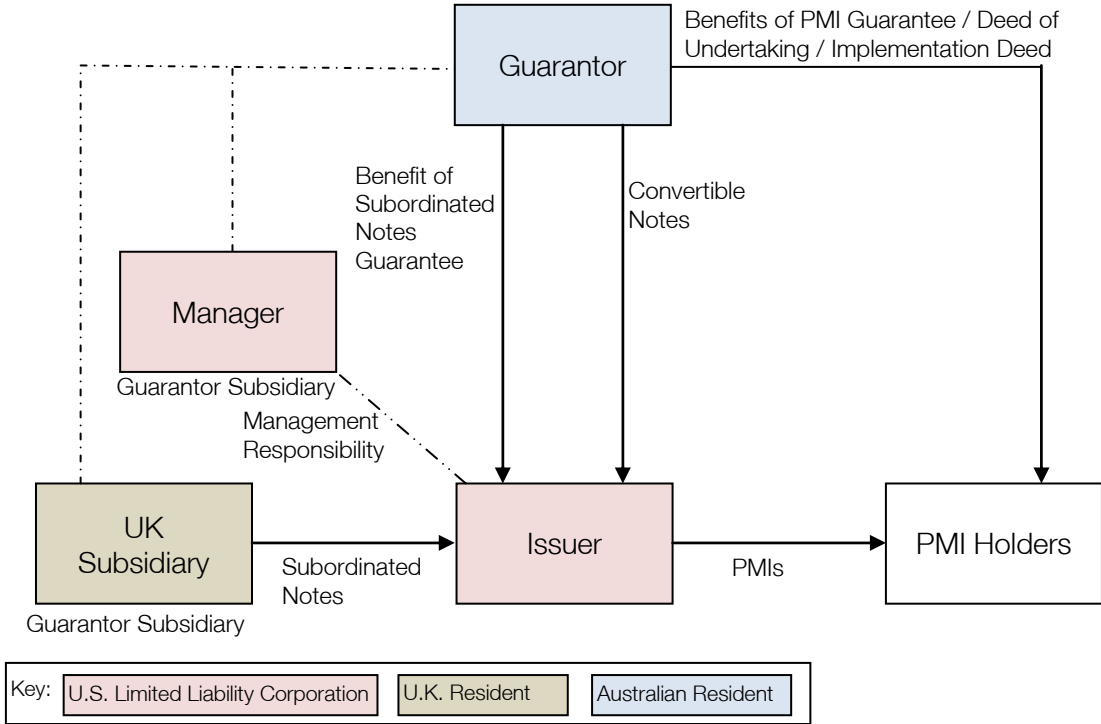 Benefits of PMI Guarantee / Deed of
Undertaking / Implementation Deed
Guarantor
Benefit of
Subordinated
Notes
Guarantee
Convertible
Notes
Manager
Guarantor Subsidiary
Management
Responsibility
UK
Subsidiary
Guarantor Subsidiary
Subordinated
Notes
Issuer
PMIs
PMI Holders
Key: U.S. Limited Liability Corporation U.K. Resident Australian Resident